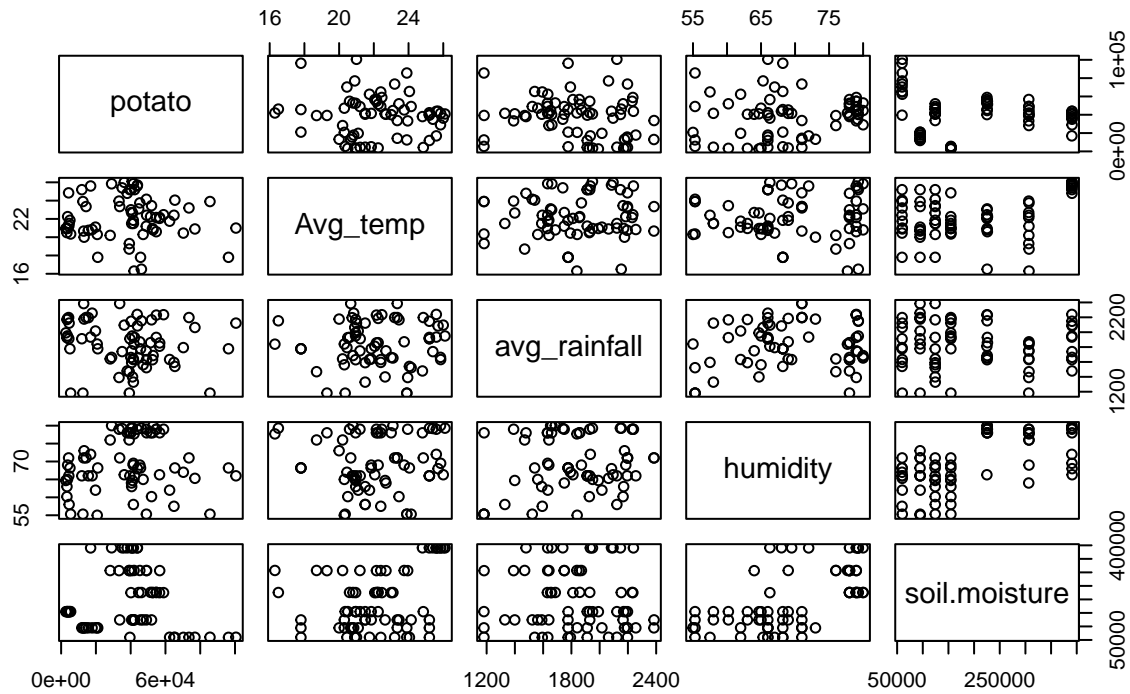 16 20 24
55 65 75
potato
0e+00 1e+05
16 22
Avg_temp
avg_rainfall
1200 2200
55 70
humidity
soil.moisture
50000 400000
0e+00 6e+04
1200 1800 2400
50000 250000